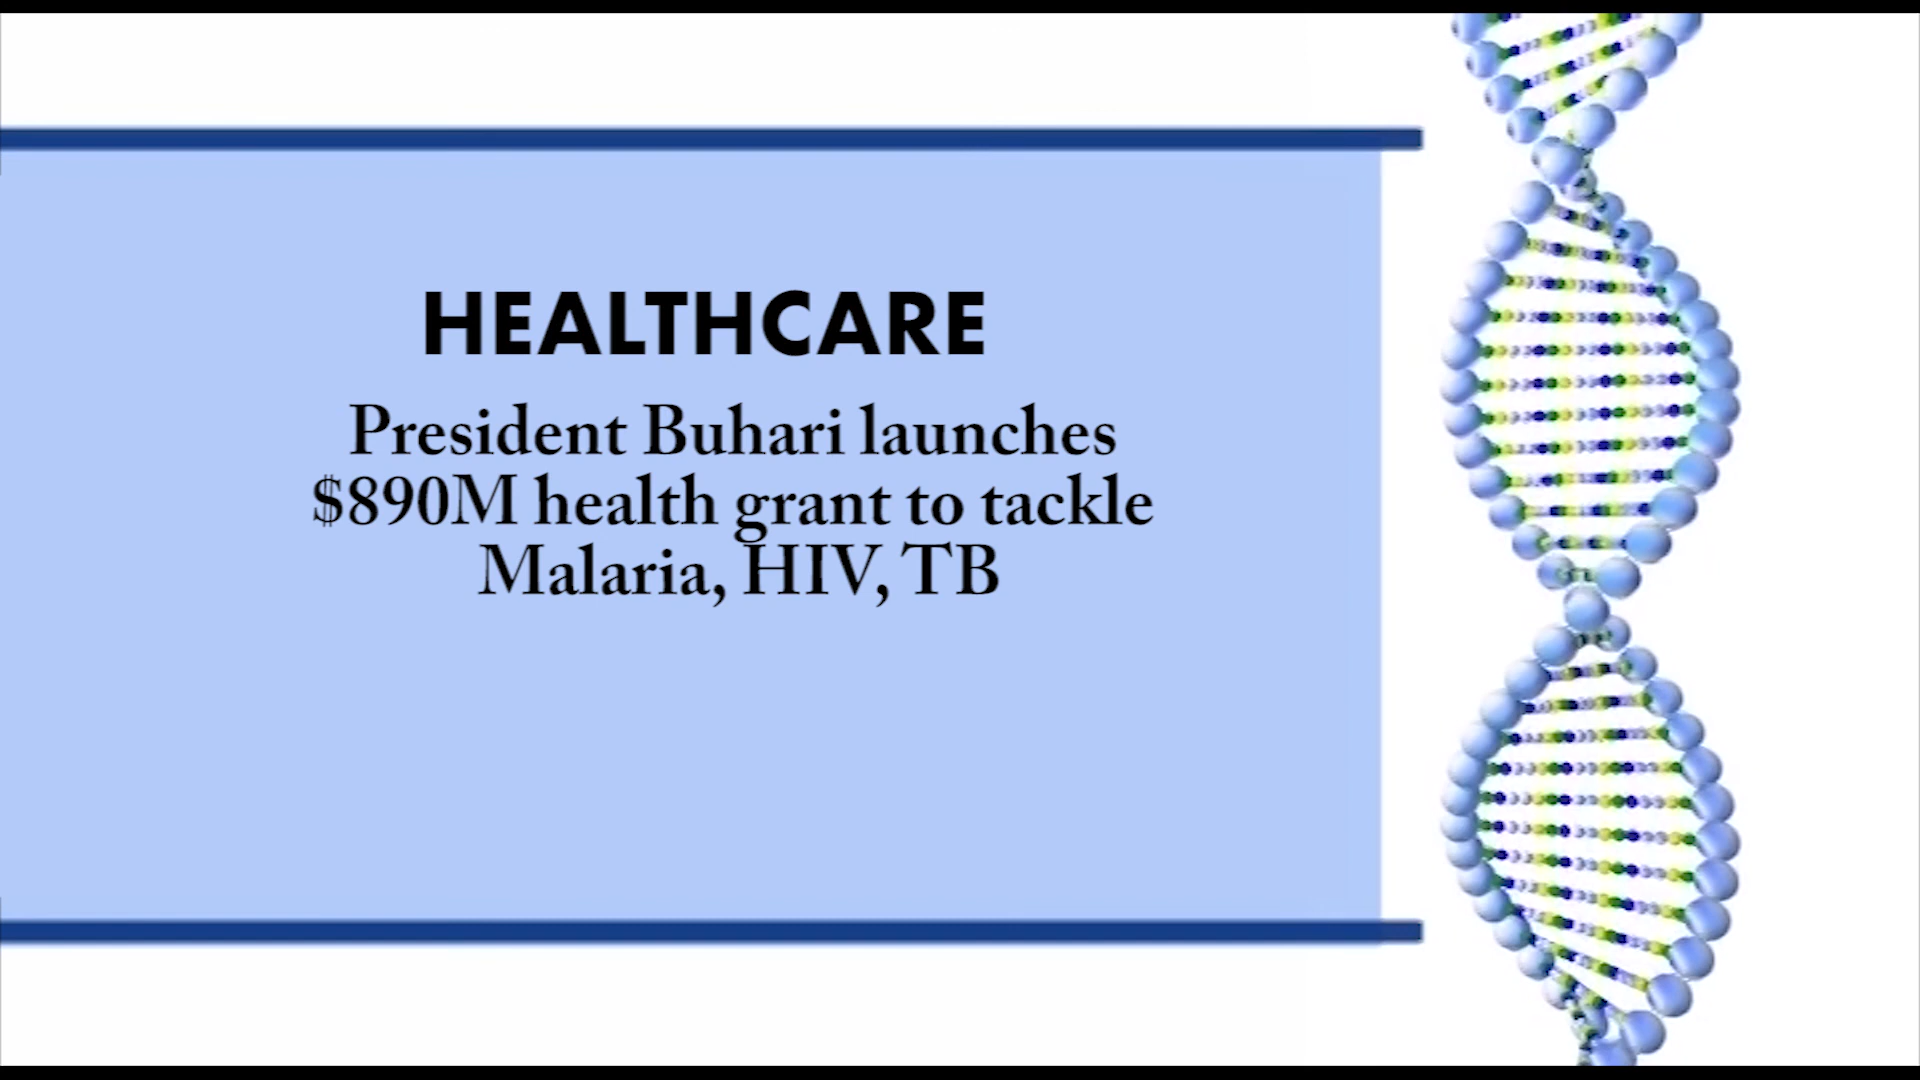 HEALTHCARE
President Buhari launches
$890M health grant to tackle
Malaria, HIV, TB